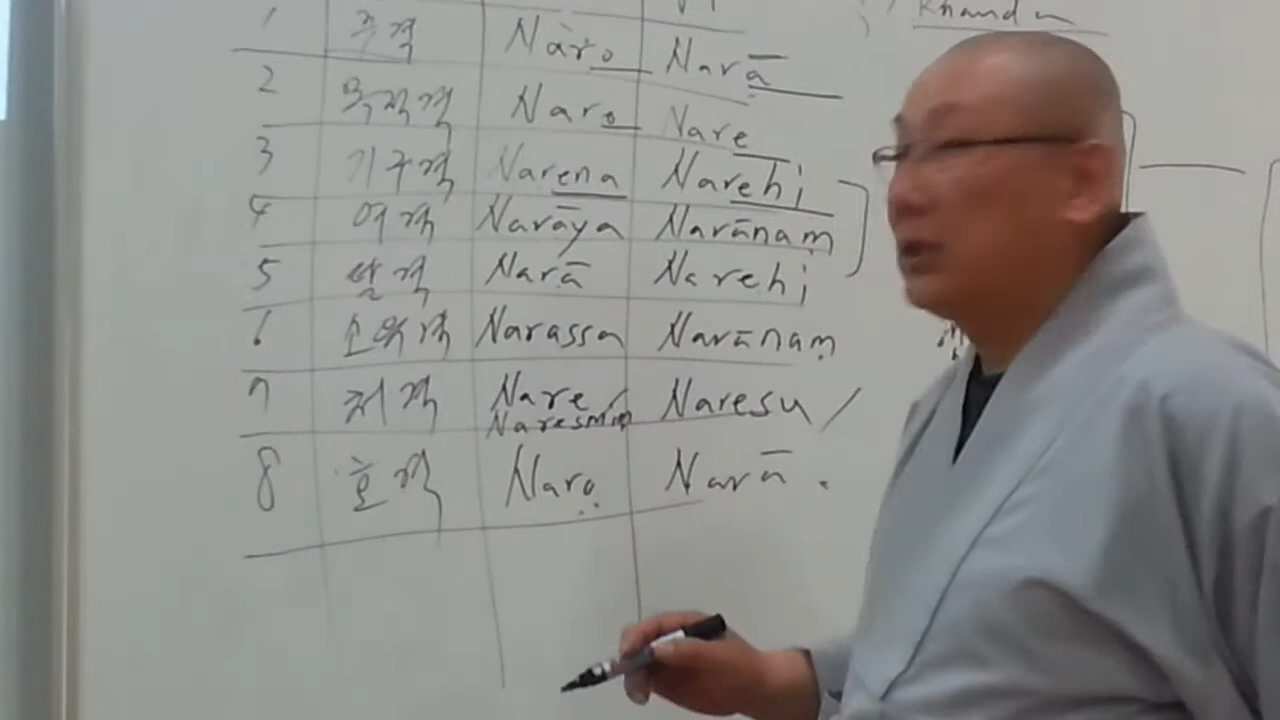 Khanda
1 주격 Naro Narā
2 목적격 Naro Nare
3 기구격 Narena Narehi
4 여격 Narāya Narānaṃ
5 탈격 Narā Narehi
6 소유격 Narassa Narānaṃ
7 처격 Nare / Naresu /
Naresmiṃ
8 호격 Naro Narā .